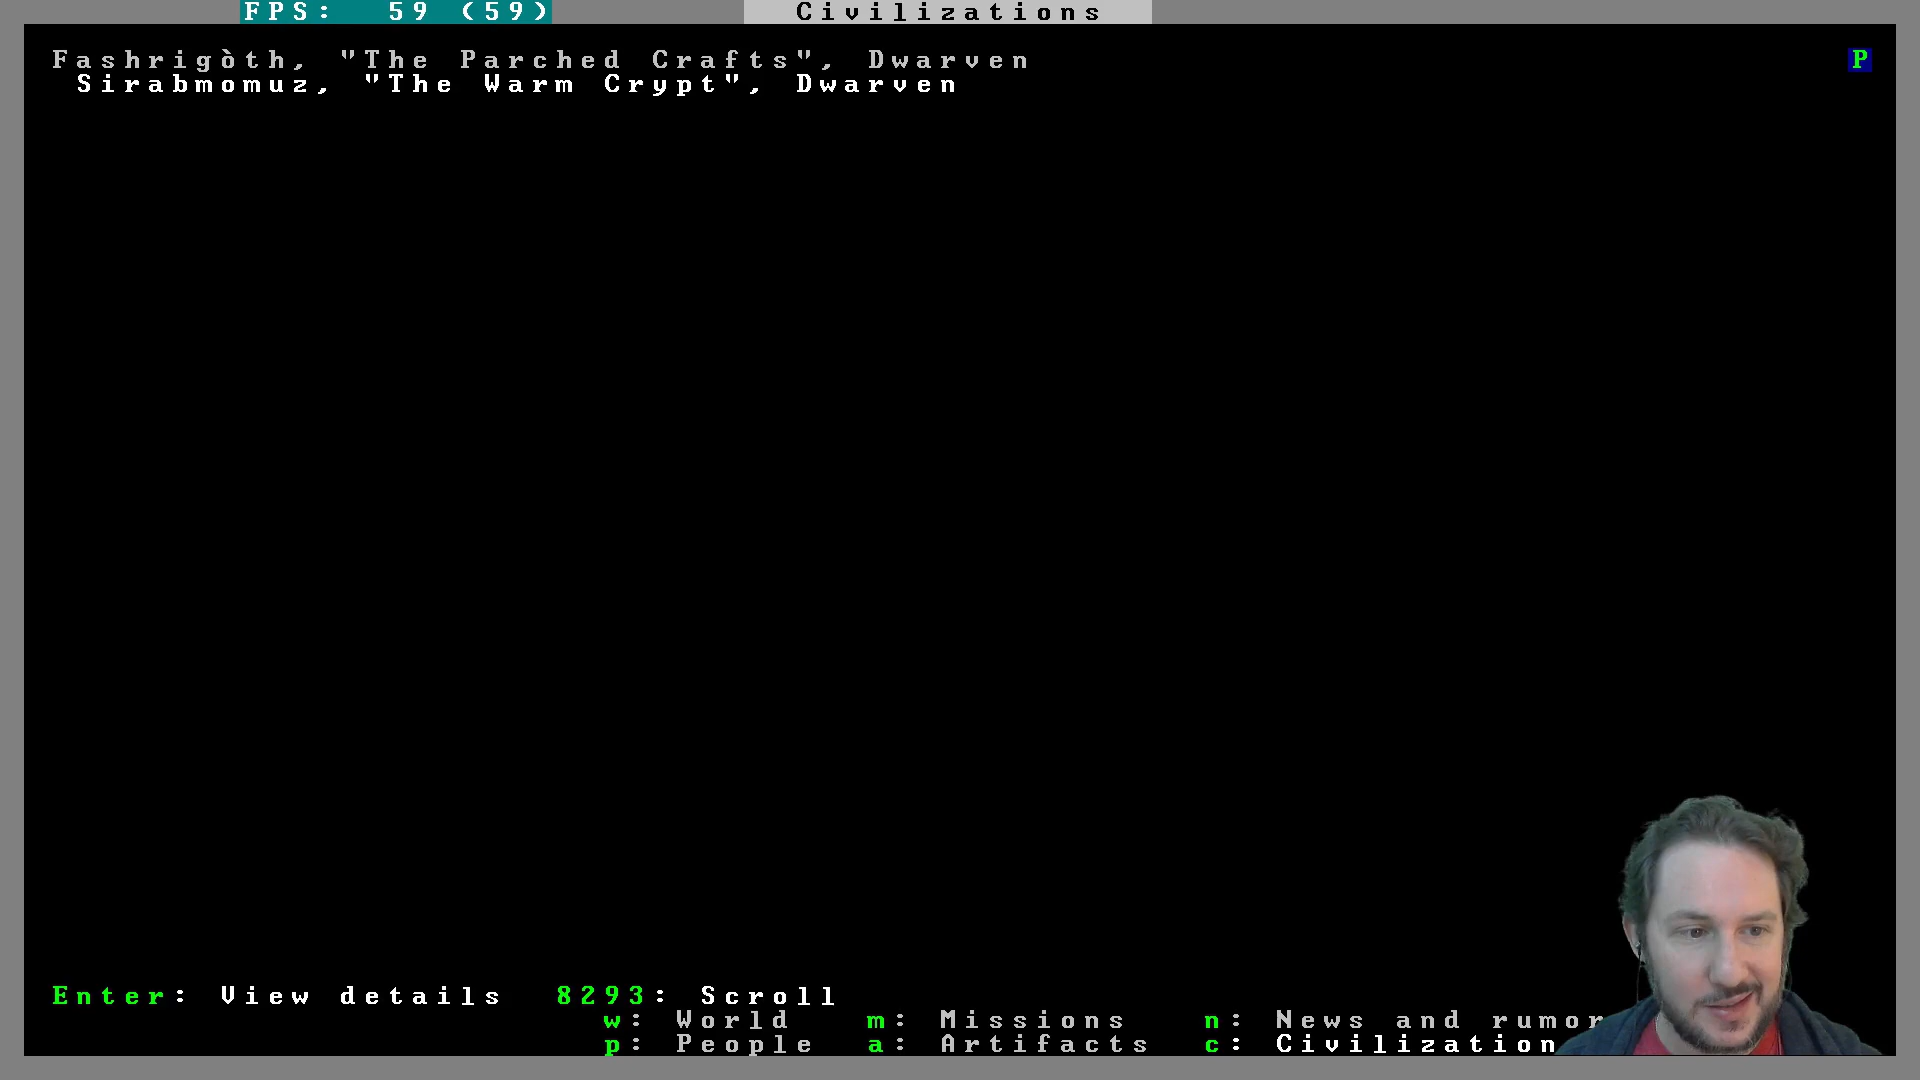 FPS: 59 (59) Civilizations
Fashrigòth, "The Parched Crafts", Dwarven P
Sirabmomuz, "The Warm Crypt", Dwarven
Enter: View details 8293: Scroll
w: World m: Missions n: News and rumor
p: People a: Artifacts c: Civilization